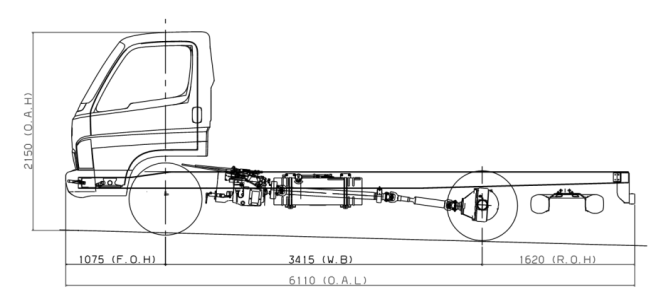 2150 (O.A.H)
1075 (F.O.H)
3415 (W.B)
1620 (R.O.H)
6110 (O.A.L)